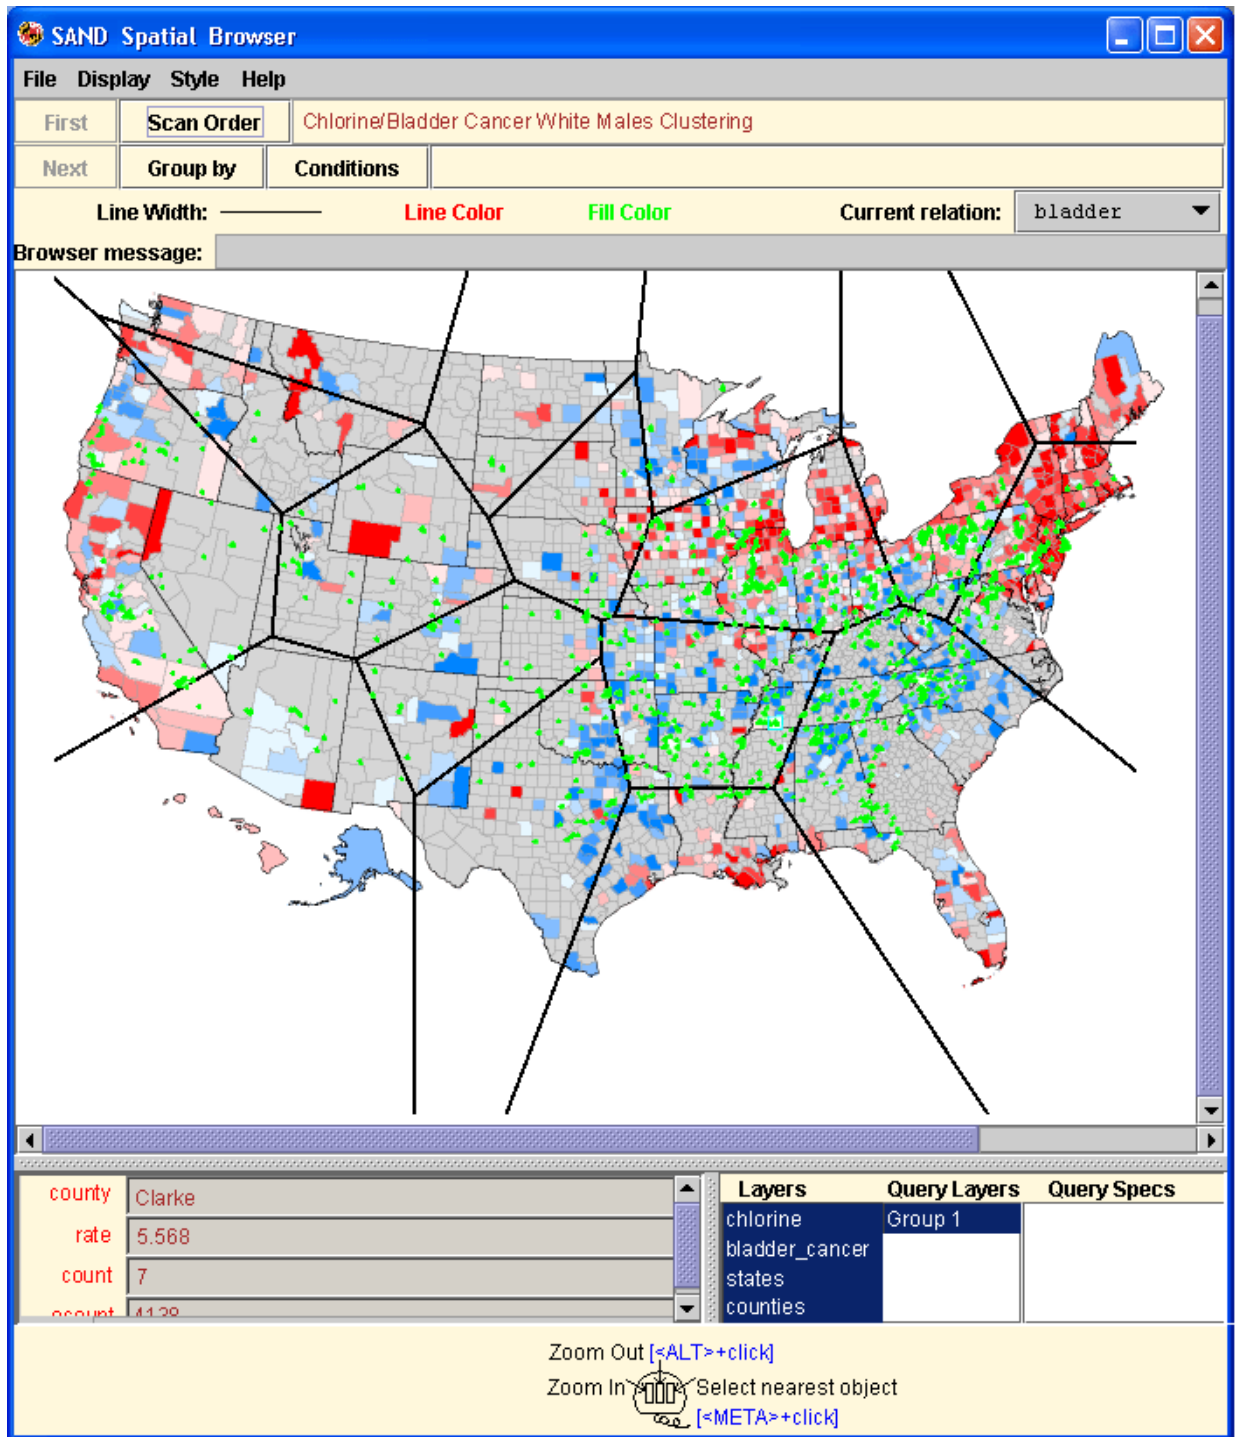 SAND Spatial Browser
File Display Style Help
First Scan Order Chlorine/Bladder Cancer White Males Clustering
Next Group by Conditions
Line Width: Line Color Fill Color Current relation: bladder
Browser message:
county Clarke
rate 5.568
count 7
Layers Query Layers Query Specs
chlorine Group 1
bladder_cancer
states
counties
Zoom Out [<ALT>+click]
Zoom In Select nearest object
[<META>+click]